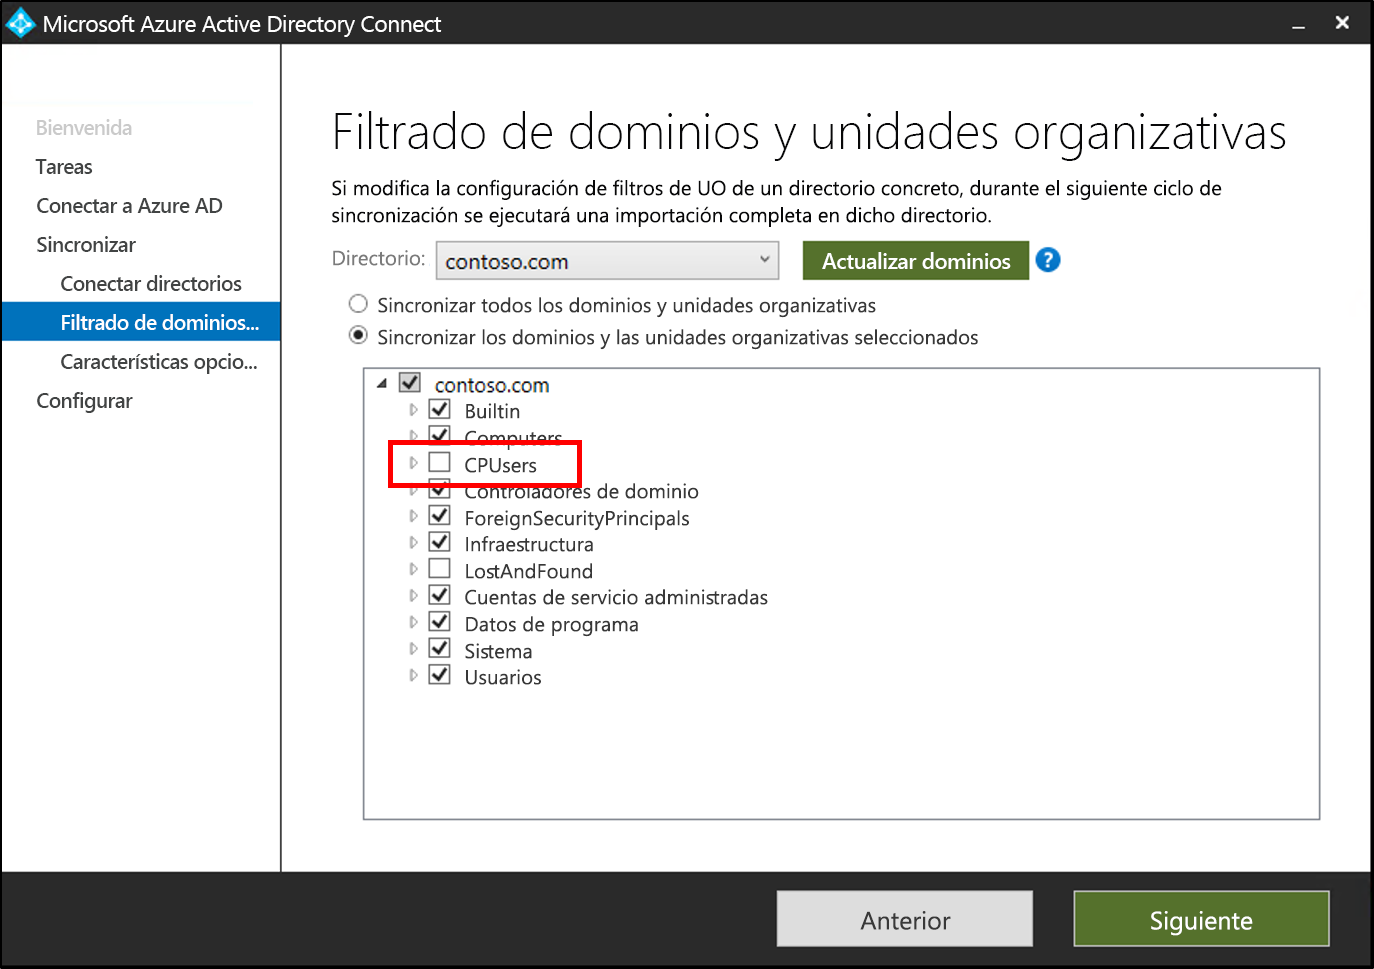 Microsoft Azure Active Directory Connect
Bienvenida
Tareas
Conectar a Azure AD
Sincronizar
Conectar directorios
Filtrado de dominios...
Características opcio...
Configurar
Filtrado de dominios y unidades organizativas
Si modifica la configuración de filtros de UO de un directorio concreto, durante el siguiente ciclo de
sincronización se ejecutará una importación completa en dicho directorio.
Directorio: contoso.com Actualizar dominios ?
Sincronizar todos los dominios y unidades organizativas
Sincronizar los dominios y las unidades organizativas seleccionados
contoso.com
Builtin
Computers
CPUsers
Controladores de dominio
ForeignSecurityPrincipals
Infraestructura
LostAndFound
Cuentas de servicio administradas
Datos de programa
Sistema
Usuarios
Anterior Siguiente